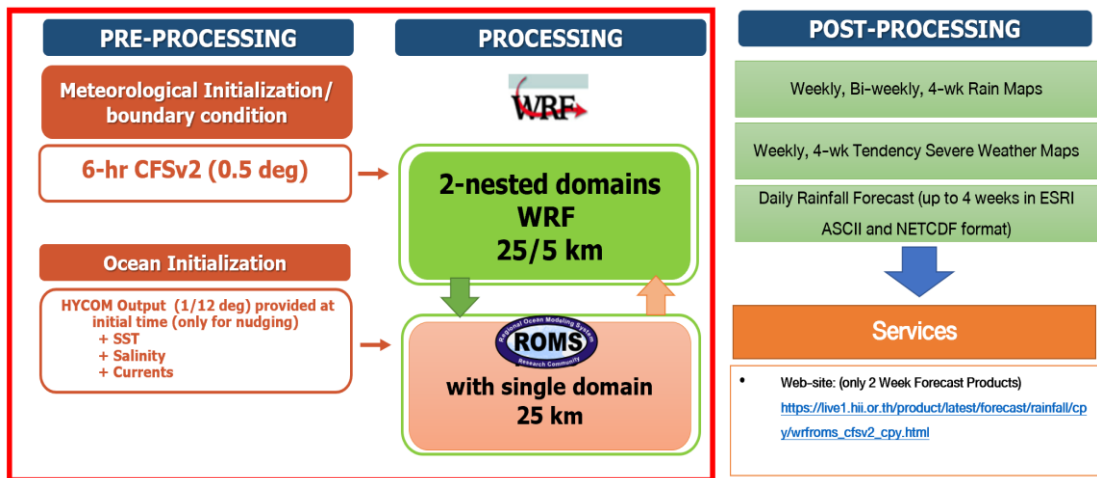 PRE-PROCESSING
Meteorological Initialization/
boundary condition
6-hr CFSv2 (0.5 deg)
Ocean Initialization
HYCOM Output (1/12 deg) provided at
initial time (only for nudging)
+ SST
+ Salinity
+ Currents
PROCESSING
WRF
2-nested domains
WRF
25/5 km
Regional Ocean Modeling System
ROMS
Research Community
with single domain
25 km
POST-PROCESSING
Weekly, Bi-weekly, 4-wk Rain Maps
Weekly, 4-wk Tendency Severe Weather Maps
Daily Rainfall Forecast (up to 4 weeks in ESRI
ASCII and NETCDF format)
Services
• Web-site: (only 2 Week Forecast Products)
https://live1.hii.or.th/product/latest/forecast/rainfall/cp
y/wrfroms_cfsv2_cpy.html